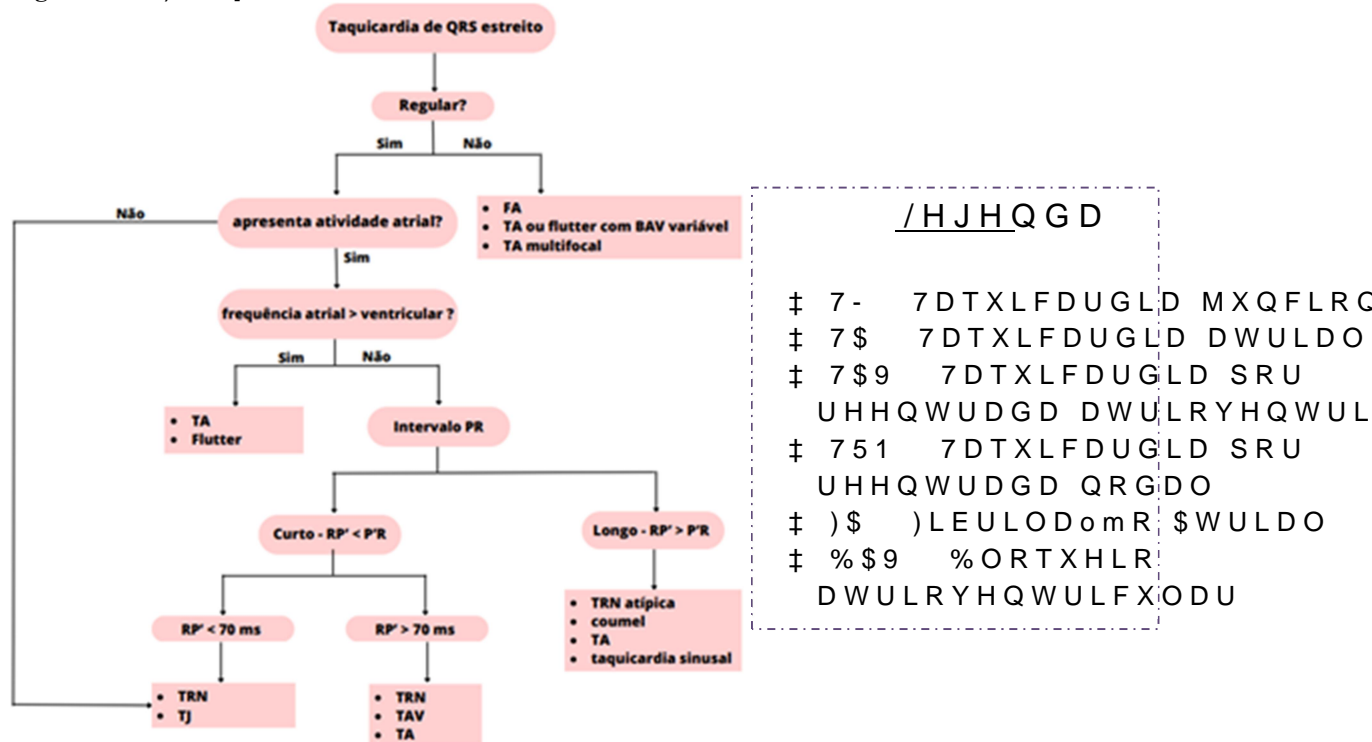 Taquicardia de QRS estreito
Regular?
Sim
Não
Não
apresenta atividade atrial?
• FA
• TA ou flutter com BAV variável
• TA multifocal
Sim
frequência atrial > ventricular ?
Sim
Não
• TA
• Flutter
Intervalo PR
Curto - RP’ < P’R
Longo - RP’ > P’R
RP’ < 70 ms
RP’ > 70 ms
• TRN atípica
• coumel
• TA
• taquicardia sinusal
• TRN
• TJ
• TRN
• TAV
• TA
/HJHQGD
‡ 7- 7DTXLFDUGLD MXQFLRQ
‡ 7$ 7DTXLFDUGLD DWULDO
‡ 7$9 7DTXLFDUGLD SRU
UHHQWUDGD DWULRYHQWUL
‡ 751 7DTXLFDUGLD SRU
UHHQWUDGD QRGDO
‡ )$ )LEULODomR $WULDO
‡ %$9 %ORTXHLR
DWULRYHQWULFXODU